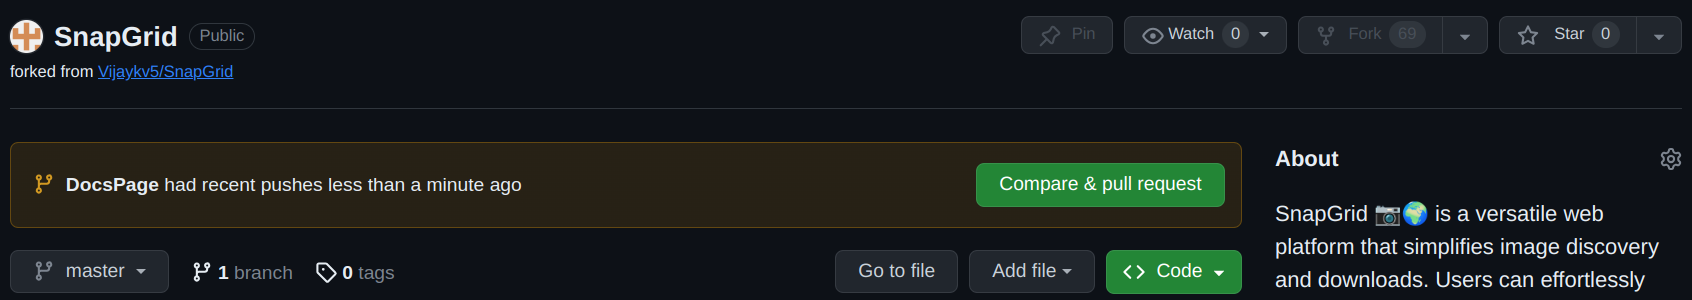 SnapGrid Public Pin Watch 0 Fork 69 Star 0
forked from Vijaykv5/SnapGrid
DocsPage had recent pushes less than a minute ago Compare & pull request
master 1 branch 0 tags Go to file Add file Code
About
SnapGrid 📷🌍 is a versatile web
platform that simplifies image discovery
and downloads. Users can effortlessly